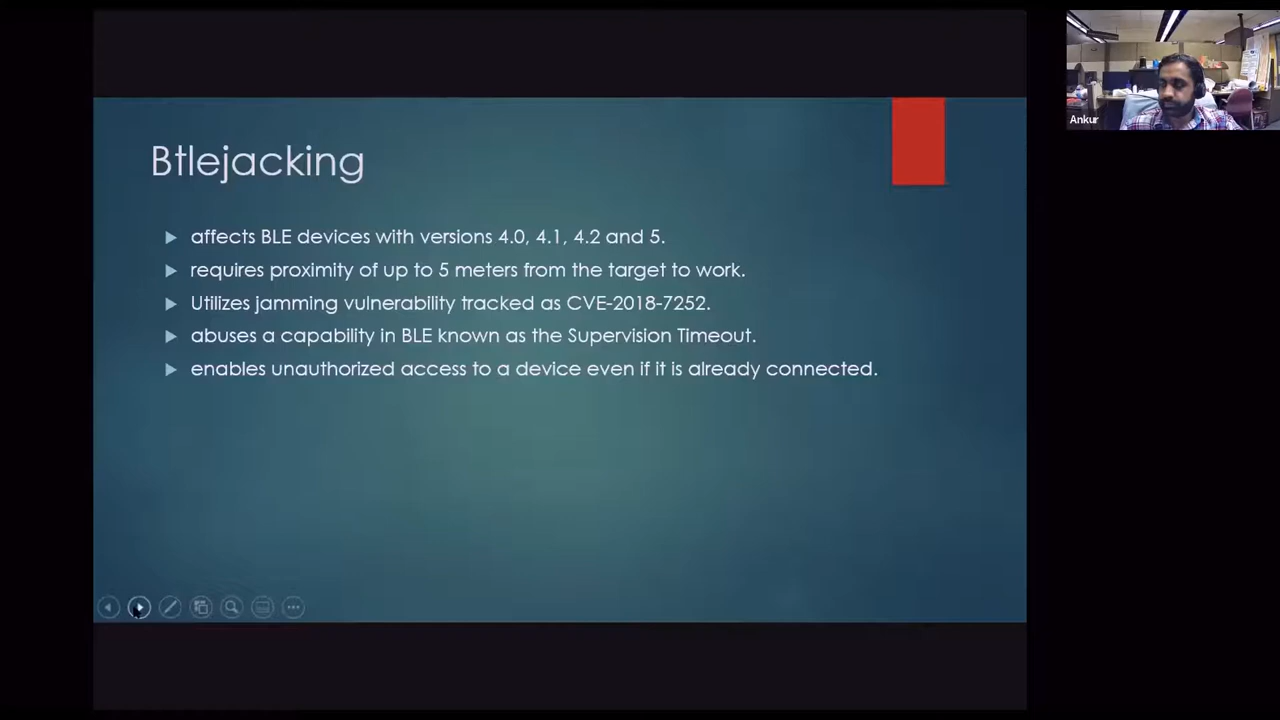 Btlejacking
affects BLE devices with versions 4.0, 4.1, 4.2 and 5.
requires proximity of up to 5 meters from the target to work.
Utilizes jamming vulnerability tracked as CVE-2018-7252.
abuses a capability in BLE known as the Supervision Timeout.
enables unauthorized access to a device even if it is already connected.
Ankur